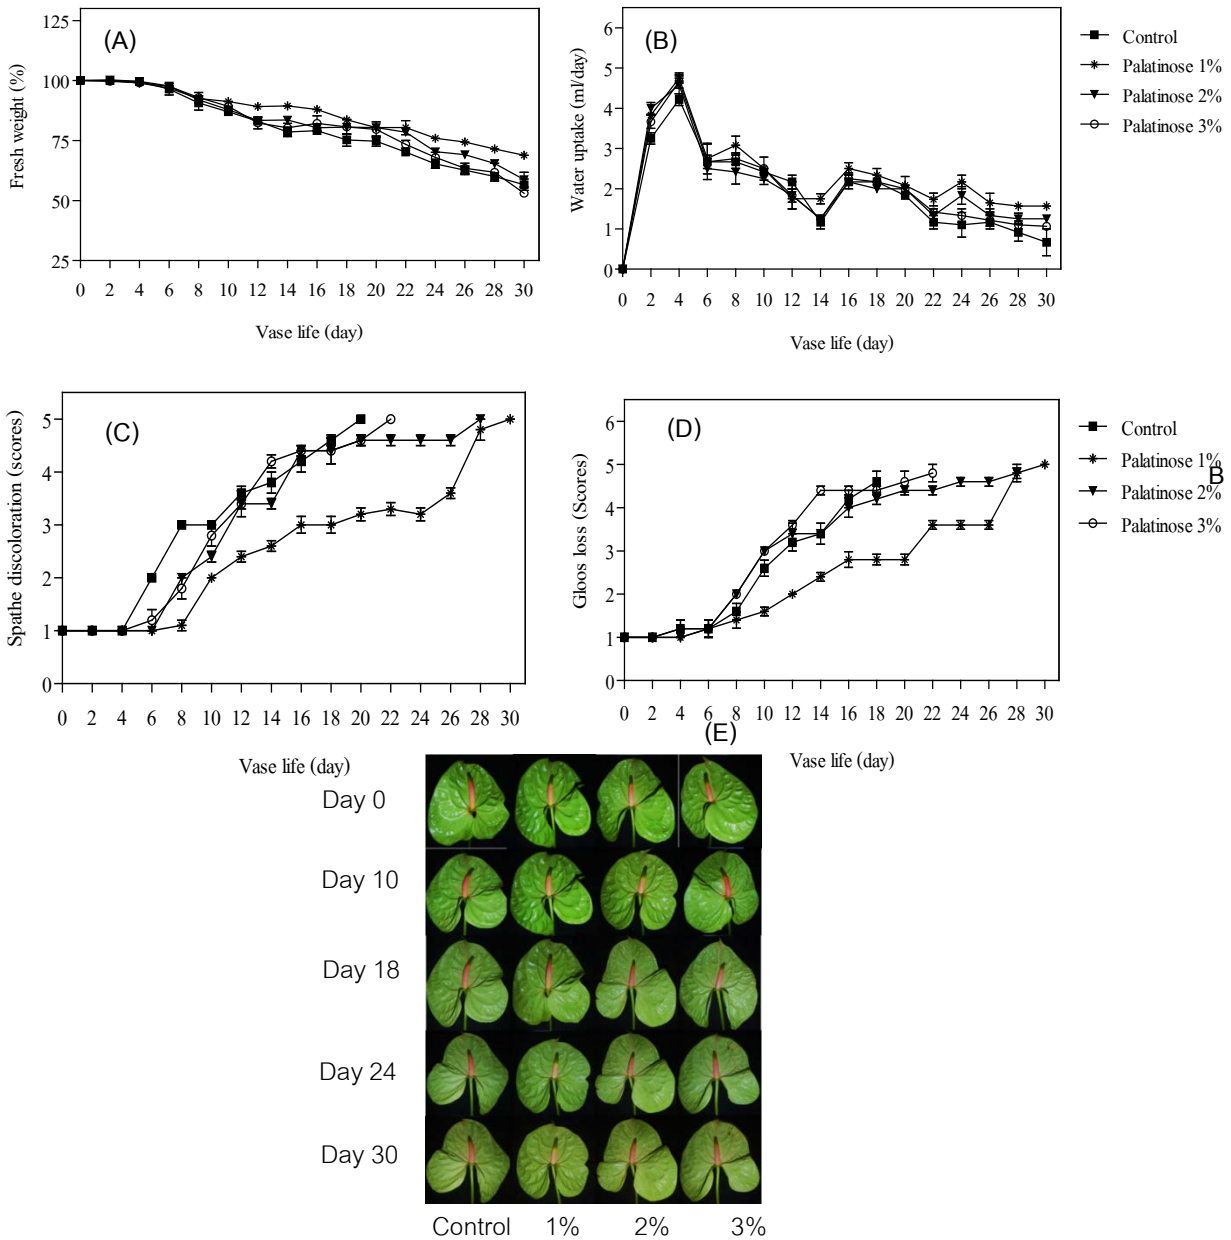 (A)
Fresh weight (%)
125
100
75
50
25
0 2 4 6 8 10 12 14 16 18 20 22 24 26 28 30
Vase life (day)
(B)
Water uptake (ml/day)
6
5
4
3
2
1
0
0 2 4 6 8 10 12 14 16 18 20 22 24 26 28 30
Vase life (day)
Control
Palatinose 1%
Palatinose 2%
Palatinose 3%
(C)
Spathe discoloration (scores)
5
4
3
2
1
0
0 2 4 6 8 10 12 14 16 18 20 22 24 26 28 30
Vase life (day)
(D)
Gloos loss (Scores)
6
5
4
3
2
1
0
0 2 4 6 8 10 12 14 16 18 20 22 24 26 28 30
Vase life (day)
Control
Palatinose 1%
B
Palatinose 2%
Palatinose 3%
(E)
Day 0
Day 10
Day 18
Day 24
Day 30
Control 1% 2% 3%